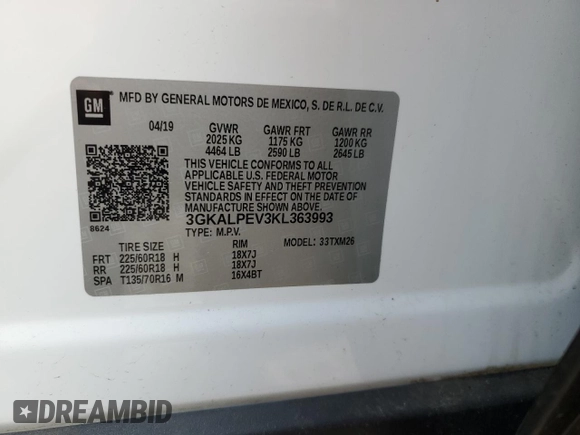 GM
MFD BY GENERAL MOTORS DE MEXICO, S. DE R.L. DE C.V.
04/19 GVWR GAWR FRT GAWR RR
2025 KG 1175 KG 1200 KG
4464 LB 2590 LB 2645 LB
THIS VEHICLE CONFORMS TO ALL
APPLICABLE U.S. FEDERAL MOTOR
VEHICLE SAFETY AND THEFT PREVENTION
STANDARDS IN EFFECT ON THE DATE
OF MANUFACTURE SHOWN ABOVE.
3GKALPEV3KL363993
8624 TYPE: M.P.V.
TIRE SIZE RIM MODEL: 33TXM26
FRT 225/60R18 H 18X7J
RR 225/60R18 H 18X7J
SPA T135/70R16 M 16X4BT
DREAMBID